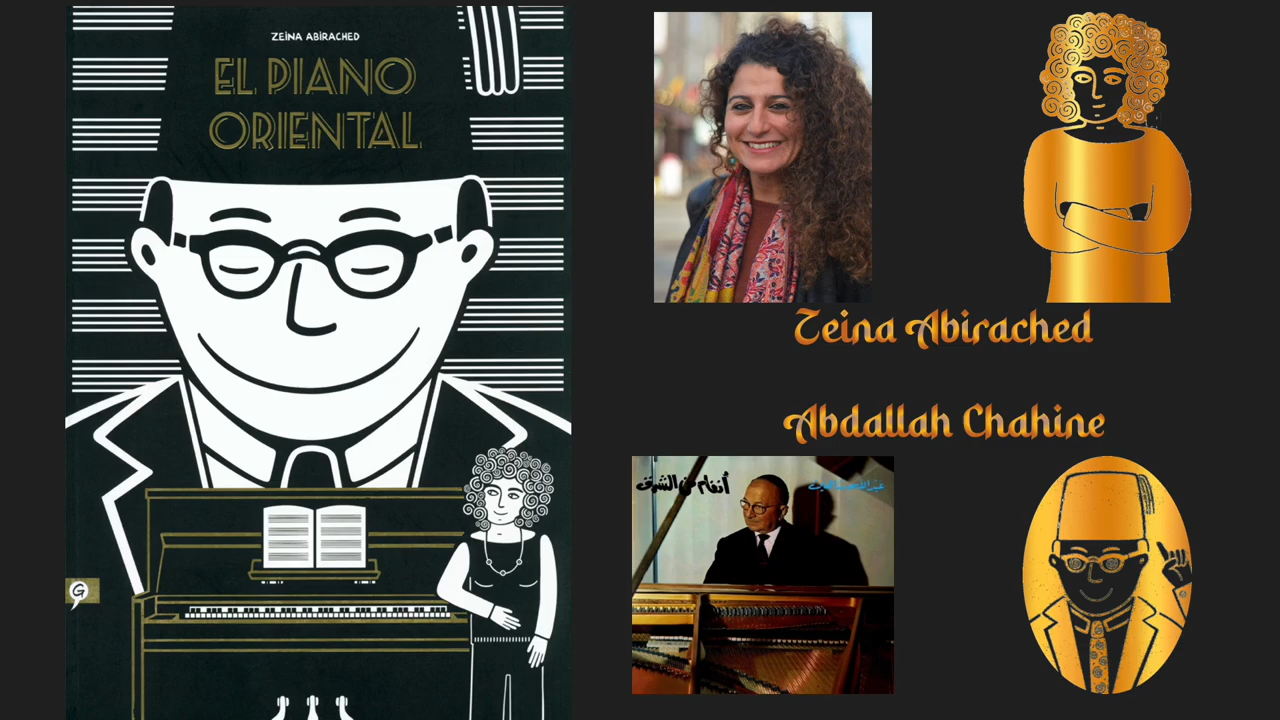 ZEINA ABIRACHED
EL PIANO
ORIENTAL
G
Zeina Abirached
Abdallah Chahine
أنغام من الشرق